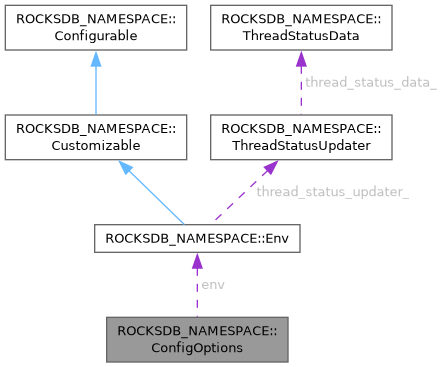 ROCKSDB_NAMESPACE::
Configurable
ROCKSDB_NAMESPACE::
ThreadStatusData
thread_status_data_
ROCKSDB_NAMESPACE::
Customizable
ROCKSDB_NAMESPACE::
ThreadStatusUpdater
thread_status_updater_
ROCKSDB_NAMESPACE::Env
env
ROCKSDB_NAMESPACE::
ConfigOptions